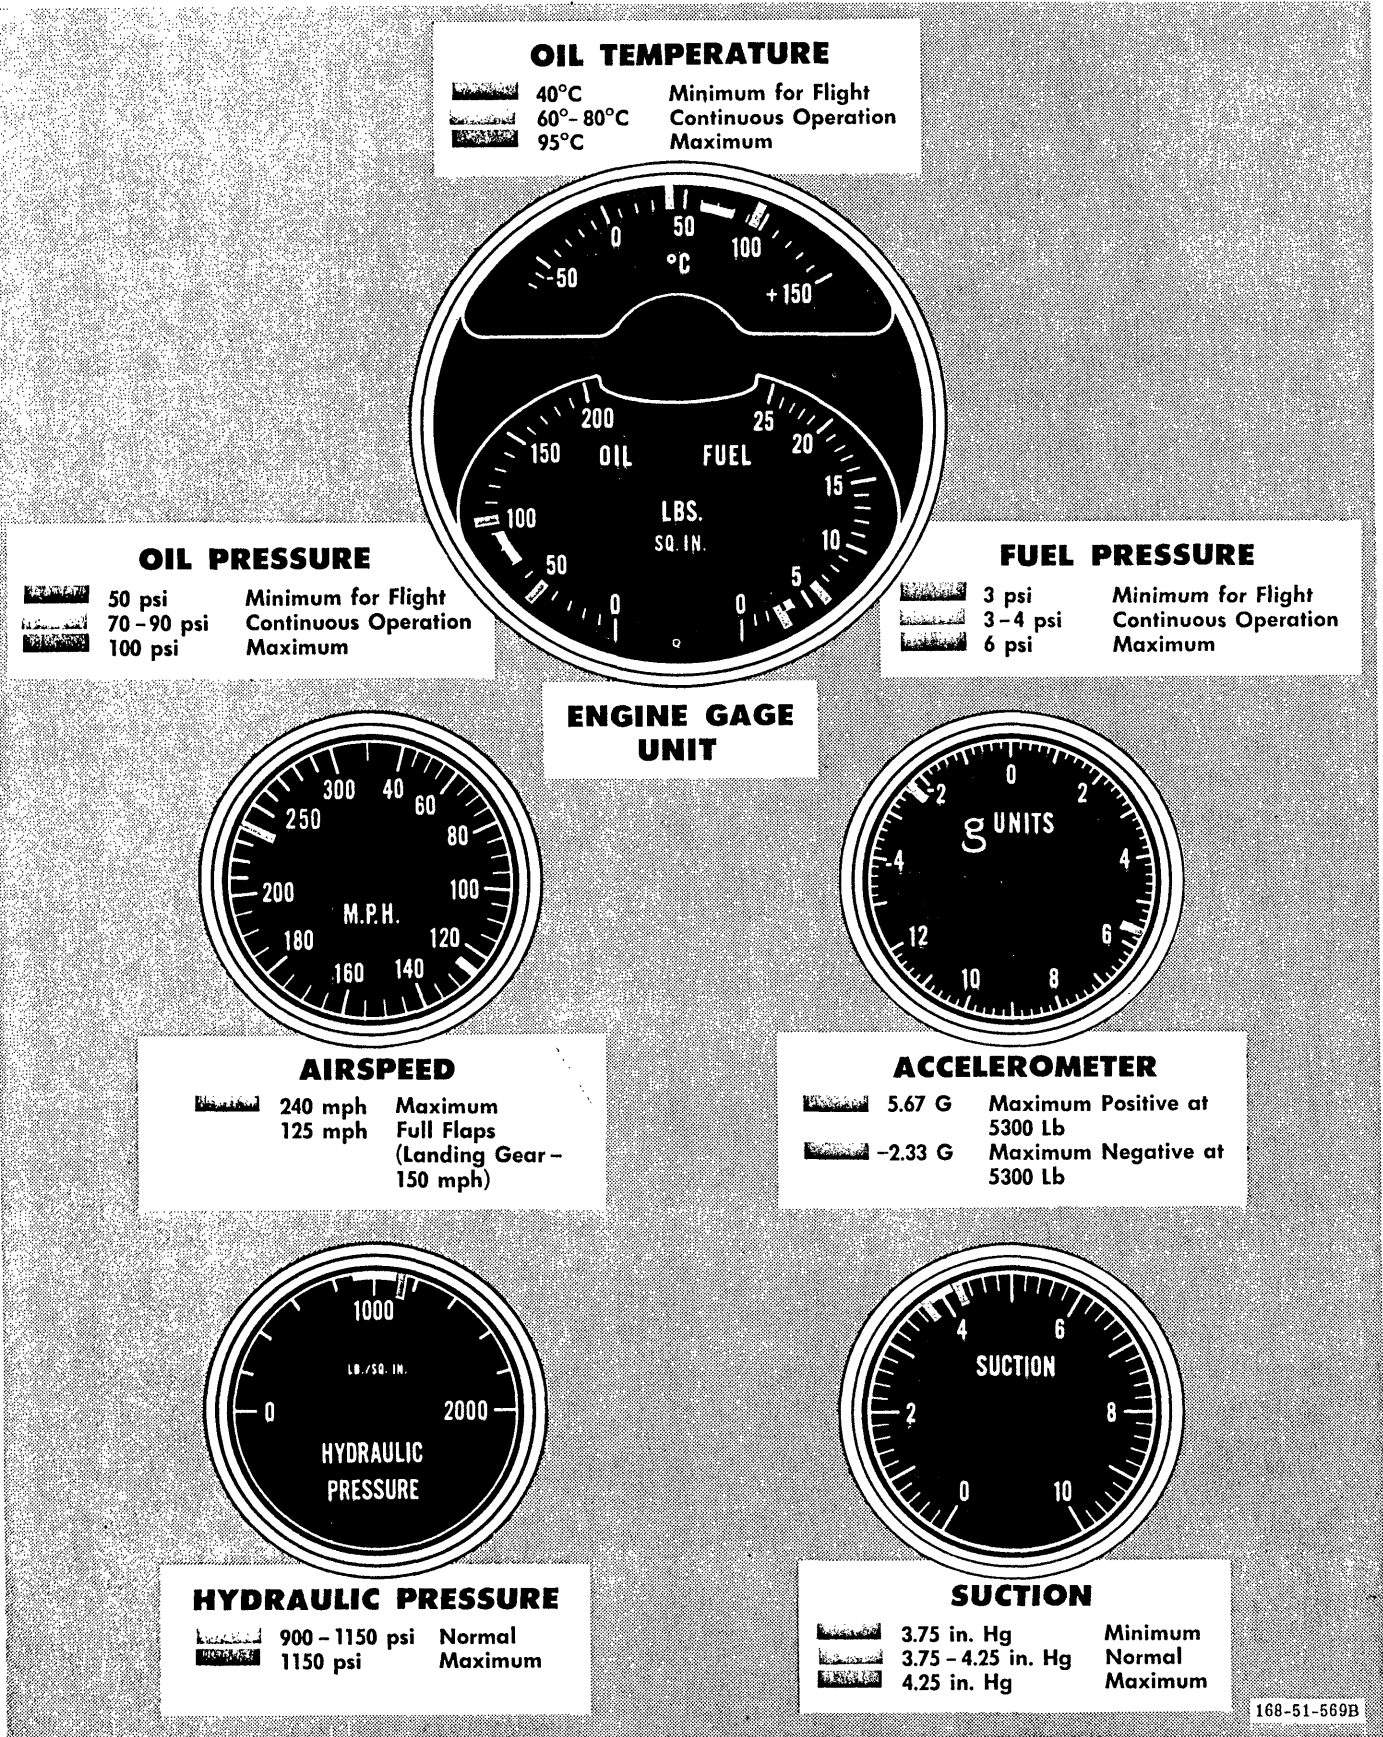 OIL TEMPERATURE
40°C Minimum for Flight
60°-80°C Continuous Operation
95°C Maximum
-50 0 50 100 +150
°C
200 150 100 50 0
OIL
25 20 15 10 5 0
FUEL
LBS.
SQ. IN.
Q
OIL PRESSURE
50 psi Minimum for Flight
70-90 psi Continuous Operation
100 psi Maximum
FUEL PRESSURE
3 psi Minimum for Flight
3-4 psi Continuous Operation
6 psi Maximum
ENGINE GAGE
UNIT
40 60 80 100 120 140 160 180 200 250 300
M.P.H.
AIRSPEED
240 mph Maximum
125 mph Full Flaps
(Landing Gear –
150 mph)
-4 -2 0 2 4 6 8 10 12
g UNITS
ACCELEROMETER
5.67 G Maximum Positive at
5300 Lb
-2.33 G Maximum Negative at
5300 Lb
0 1000 2000
LB./SQ. IN.
HYDRAULIC
PRESSURE
HYDRAULIC PRESSURE
900-1150 psi Normal
1150 psi Maximum
0 2 4 6 8 10
SUCTION
SUCTION
3.75 in. Hg Minimum
3.75-4.25 in. Hg Normal
4.25 in. Hg Maximum
168-51-569B